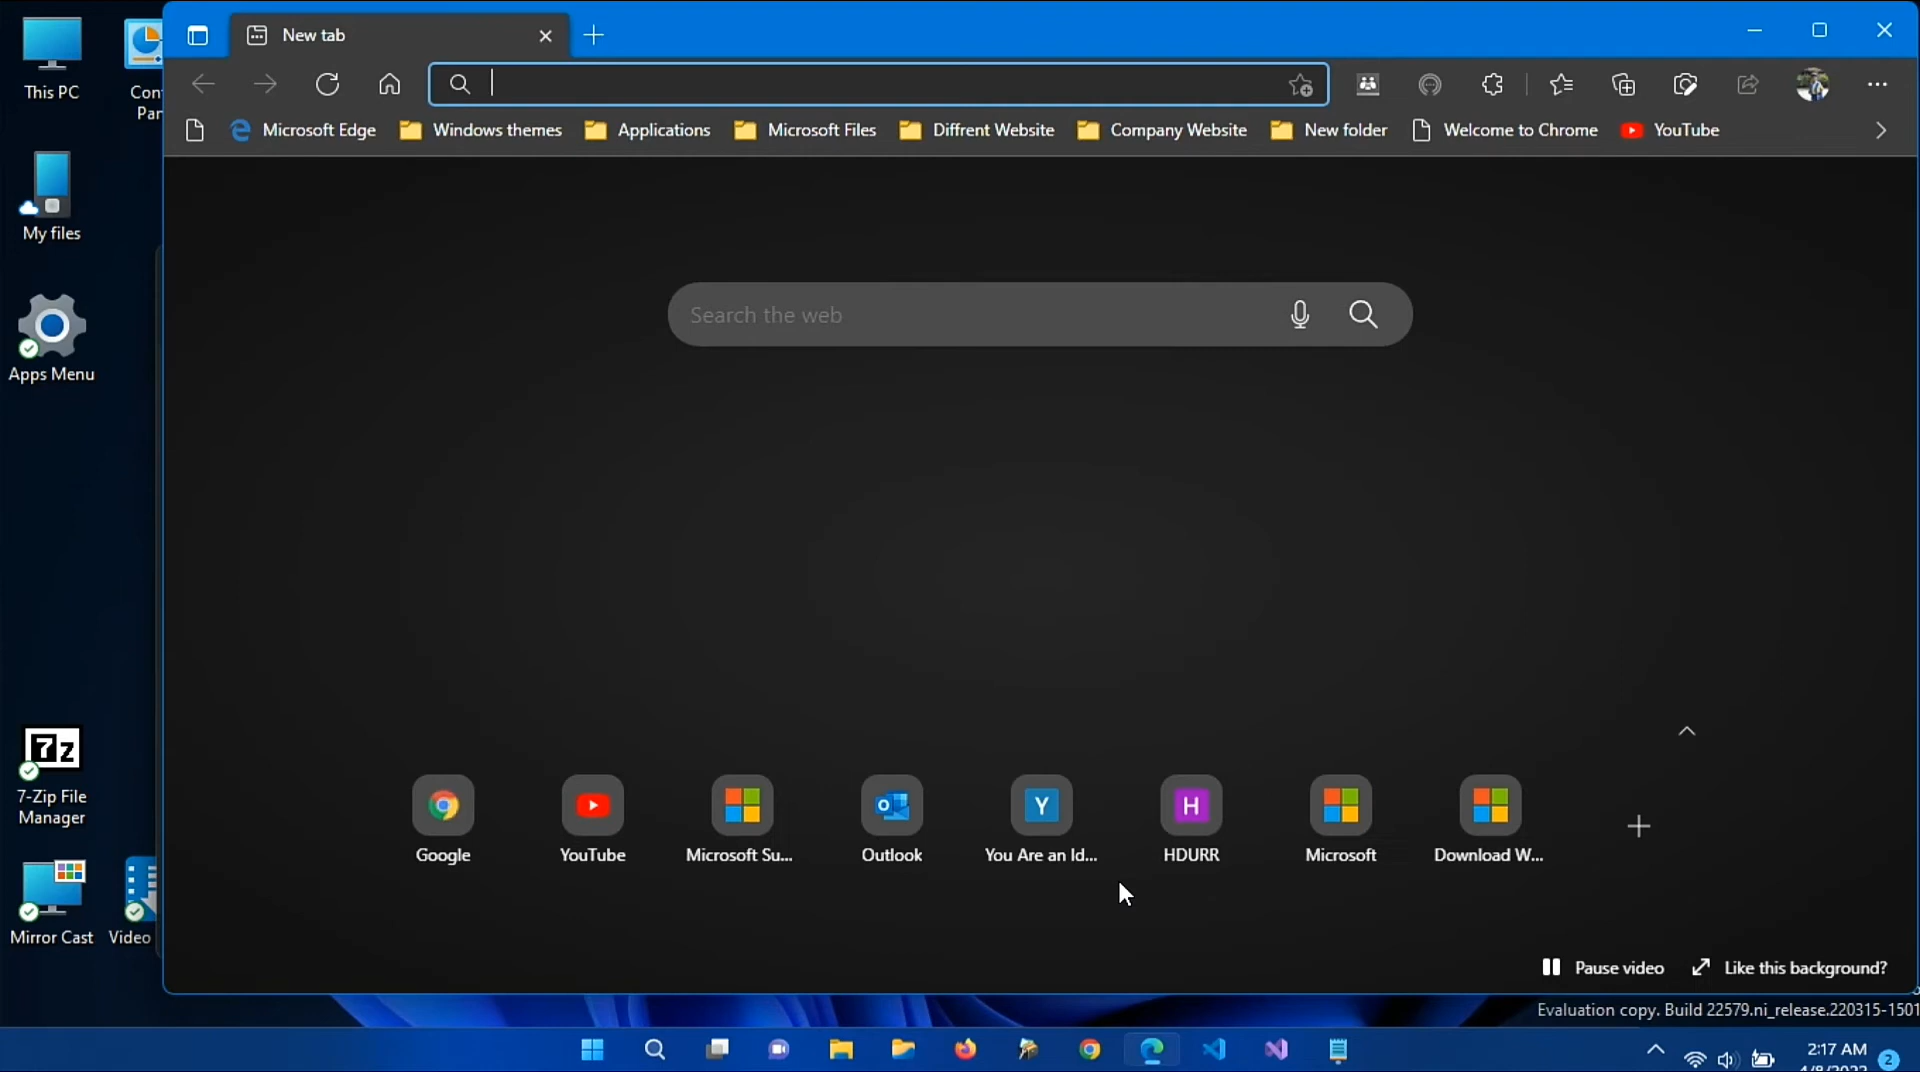 This PC
My files
Apps Menu
7-Zip File
Manager
Mirror Cast
Video
New tab
Microsoft Edge
Windows themes
Applications
Microsoft Files
Diffrent Website
Company Website
New folder
Welcome to Chrome
YouTube
Search the web
Google
YouTube
Microsoft Su...
Outlook
Y
You Are an Id...
H
HDURR
Microsoft
Download W...
Pause video
Like this background?
Evaluation copy. Build 22579.ni_release.220315-1501
2:17 AM
2
7z